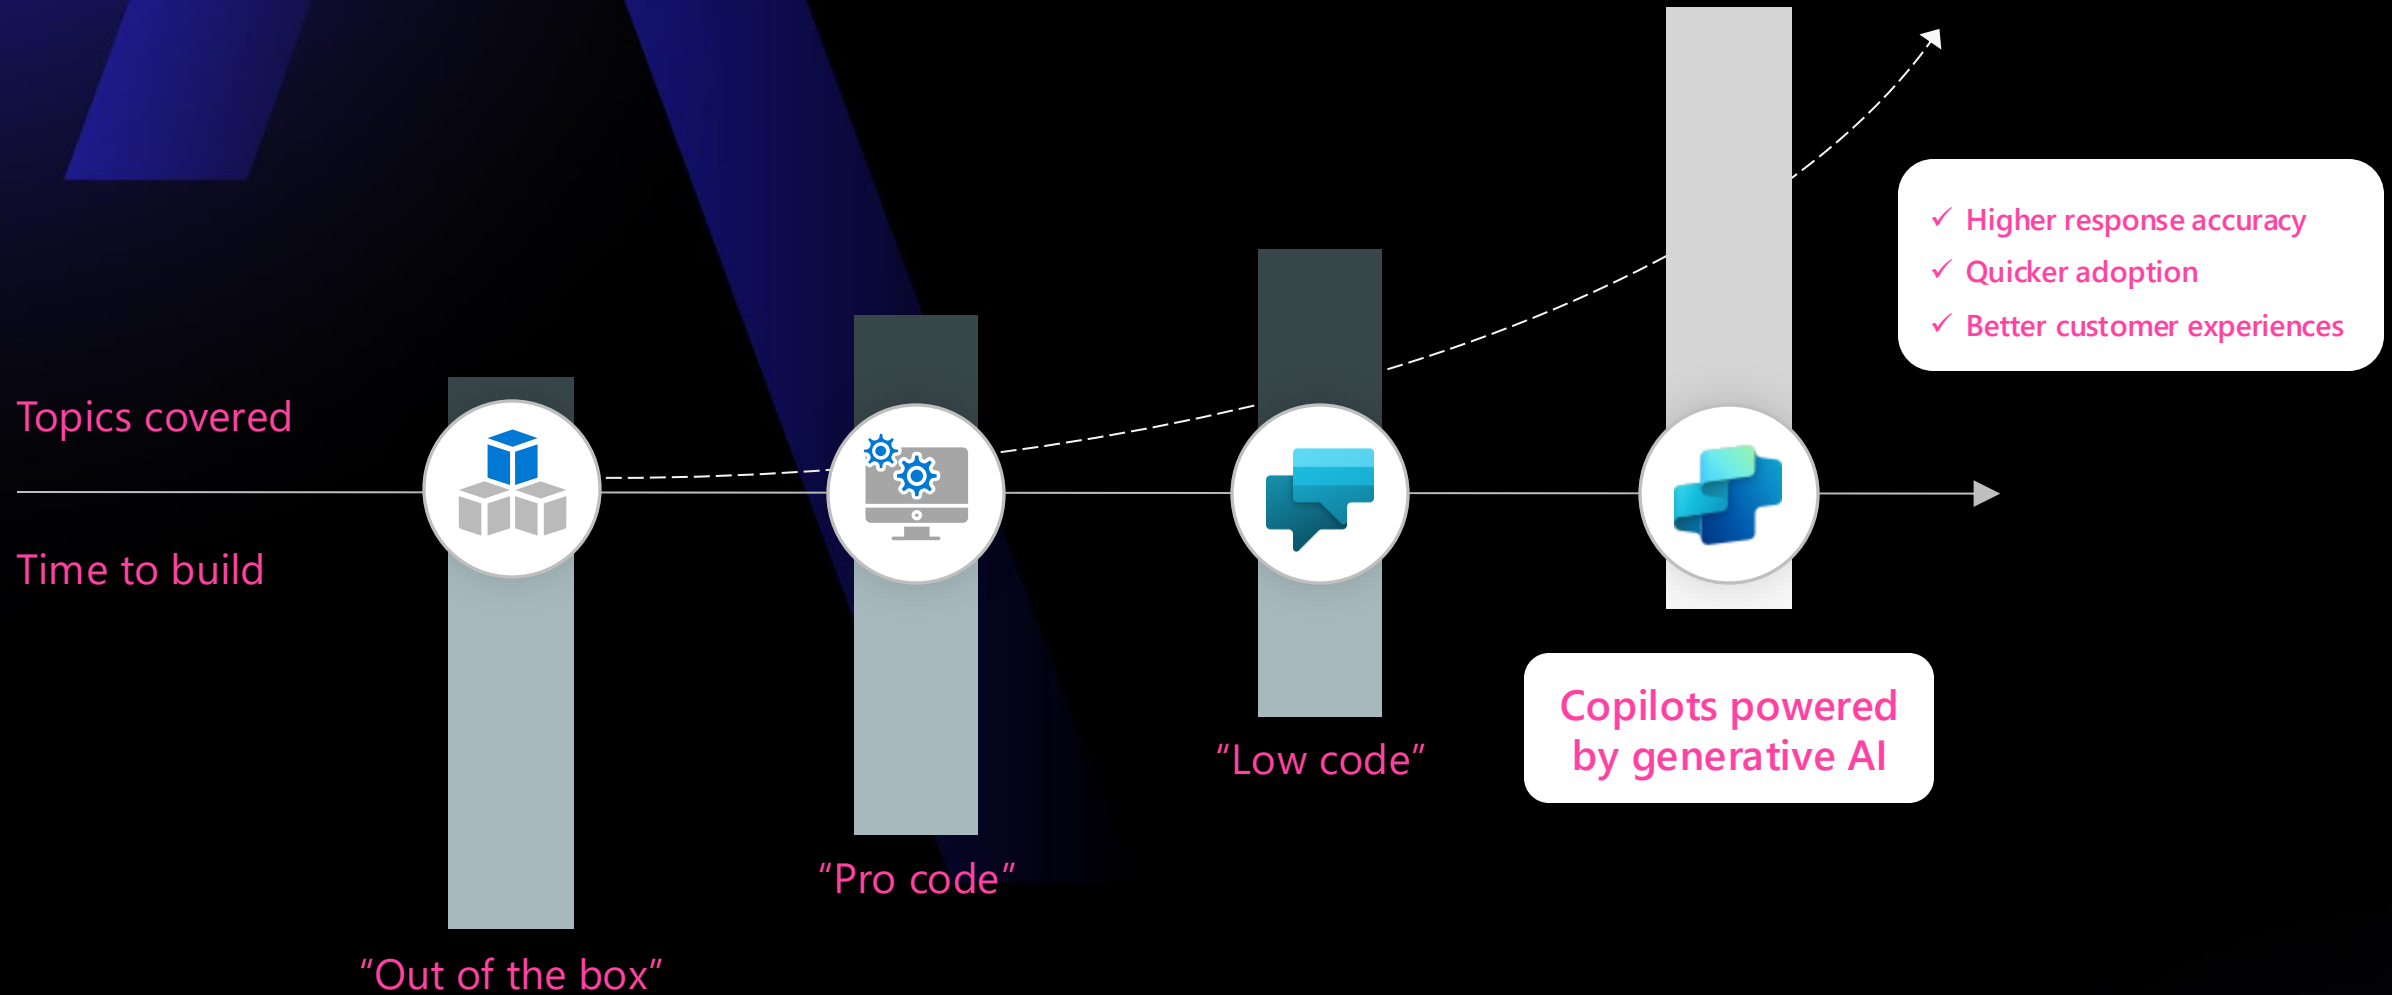 Topics covered
Time to build
“Out of the box”
“Pro code”
“Low code”
Copilots powered
by generative AI
✓ Higher response accuracy
✓ Quicker adoption
✓ Better customer experiences